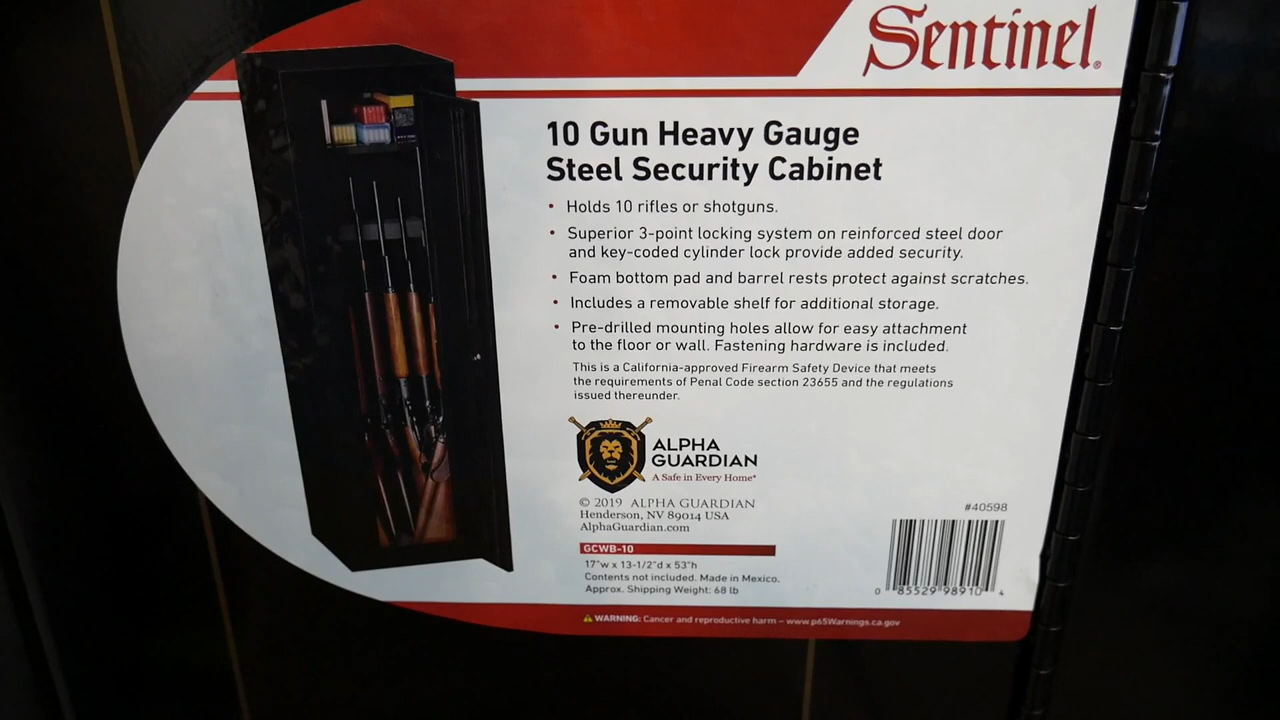 Sentinel®
10 Gun Heavy Gauge
Steel Security Cabinet
• Holds 10 rifles or shotguns.
• Superior 3-point locking system on reinforced steel door
and key-coded cylinder lock provide added security.
• Foam bottom pad and barrel rests protect against scratches.
• Includes a removable shelf for additional storage.
• Pre-drilled mounting holes allow for easy attachment
to the floor or wall. Fastening hardware is included.
This is a California-approved Firearm Safety Device that meets
the requirements of Penal Code section 23655 and the regulations
issued thereunder.
ALPHA
GUARDIAN
A Safe in Every Home*
© 2019 ALPHA GUARDIAN
Henderson, NV 89014 USA
AlphaGuardian.com
#40598
GCWB-10
17"w x 13-1/2"d x 53"h
Contents not included. Made in Mexico.
Approx. Shipping Weight: 68 lb
0 85529 98910 4
WARNING: Cancer and reproductive harm – www.p65Warnings.ca.gov